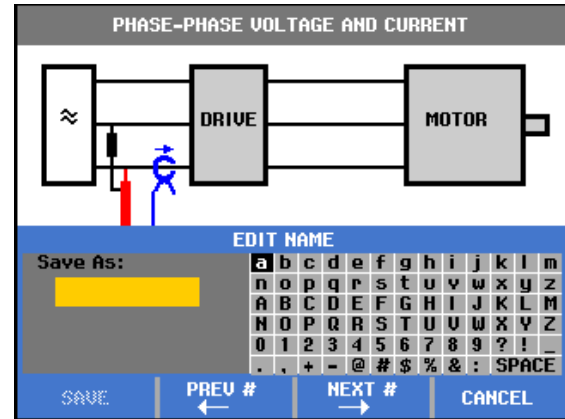 PHASE-PHASE VOLTAGE AND CURRENT
≈
DRIVE
MOTOR
EDIT NAME
Save As:
a b c d e f g h i j k l m
n o p q r s t u v w x y z
A B C D E F G H I J K L M
N O P Q R S T U V W X Y Z
0 1 2 3 4 5 6 7 8 9 ? ! _
. , + - @ # $ % & : SPACE
SAVE
PREV #
←
NEXT #
→
CANCEL